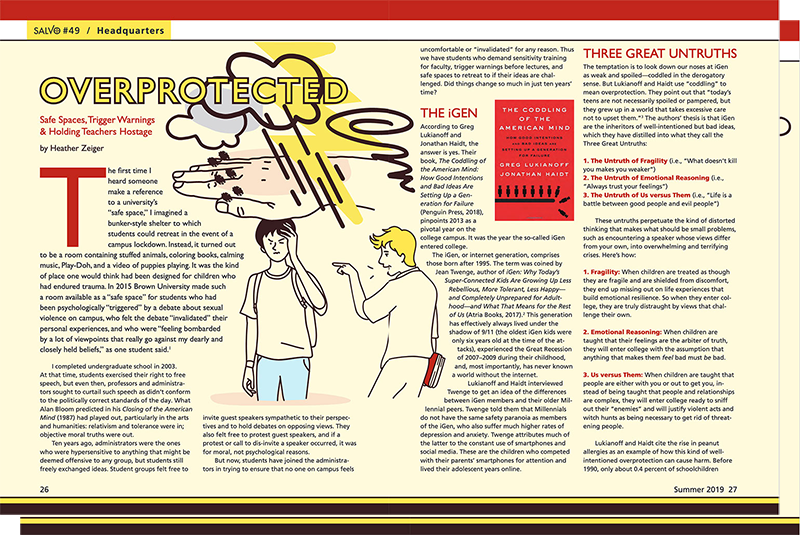 SALVO #49 / Headquarters
OVERPROTECTED
Safe Spaces, Trigger Warnings
& Holding Teachers Hostage
by Heather Zeiger
The first time I
heard someone
make a reference
to a university's
“safe space,” I imagined a
bunker-style shelter to which
students could retreat in the event of a
campus lockdown. Instead, it turned out
to be a room containing stuffed animals, coloring books, calming
music, Play-Doh, and a video of puppies playing. It was the kind
of place one would think had been designed for children who
had endured trauma. In 2015 Brown University made such
a room available as a “safe space” for students who had
been psychologically “triggered” by a debate about sexual
violence on campus, who felt the debate “invalidated” their
personal experiences, and who were “feeling bombarded
by a lot of viewpoints that really go against my dearly and
closely held beliefs,” as one student said.1
I completed undergraduate school in 2003.
At that time, students exercised their right to free
speech, but even then, professors and administra-
tors sought to curtail such speech as didn't conform
to the politically correct standards of the day. What
Alan Bloom predicted in his Closing of the American
Mind (1987) had played out, particularly in the arts
and humanities: relativism and tolerance were in;
objective moral truths were out.
Ten years ago, administrators were the ones
who were hypersensitive to anything that might be
deemed offensive to any group, but students still
freely exchanged ideas. Student groups felt free to
invite guest speakers sympathetic to their perspec-
tives and to hold debates on opposing views. They
also felt free to protest guest speakers, and if a
protest or call to dis-invite a speaker occurred, it was
for moral, not psychological reasons.
But now, students have joined the administra-
tors in trying to ensure that no one on campus feels
26
uncomfortable or “invalidated” for any reason. Thus
we have students who demand sensitivity training
for faculty, trigger warnings before lectures, and
safe spaces to retreat to if their ideas are chal-
lenged. Did things change so much in just ten years'
time?
THE iGEN
According to Greg
Lukianoff and
Jonathan Haidt, the
answer is yes. Their
book, The Coddling of
the American Mind:
How Good Intentions
and Bad Ideas Are
Setting Up a Gen-
eration for Failure
(Penguin Press, 2018),
pinpoints 2013 as a
pivotal year on the
college campus. It was the year the so-called iGen
entered college.
THE CODDLING
OF THE
AMERICAN MIND
HOW GOOD INTENTIONS
AND BAD IDEAS ARE
SETTING UP A GENERATION
FOR FAILURE
GREG LUKIANOFF
JONATHAN HAIDT
The iGen, or internet generation, comprises
those born after 1995. The term was coined by
Jean Twenge, author of iGen: Why Today's
Super-Connected Kids Are Growing Up Less
Rebellious, More Tolerant, Less Happy—
and Completely Unprepared for Adult-
hood—and What That Means for the Rest
of Us (Atria Books, 2017).2 This generation
has effectively always lived under the
shadow of 9/11 (the oldest iGen kids were
only six years old at the time of the at-
tacks), experienced the Great Recession
of 2007–2009 during their childhood,
and, most importantly, has never known
a world without the internet.
Lukianoff and Haidt interviewed
Twenge to get an idea of the differences
between iGen members and their older Mil-
lennial peers. Twenge told them that Millennials
do not have the same safety paranoia as members
of the iGen, who also suffer much higher rates of
depression and anxiety. Twenge attributes much of
the latter to the constant use of smartphones and
social media. These are the children who competed
with their parents' smartphones for attention and
lived their adolescent years online.
THREE GREAT UNTRUTHS
The temptation is to look down our noses at iGen
as weak and spoiled—coddled in the derogatory
sense. But Lukianoff and Haidt use “coddling” to
mean overprotection. They point out that “today's
teens are not necessarily spoiled or pampered, but
they grew up in a world that takes excessive care
not to upset them.”3 The authors' thesis is that iGen
are the inheritors of well-intentioned but bad ideas,
which they have distilled into what they call the
Three Great Untruths:
1. The Untruth of Fragility (i.e., “What doesn't kill
you makes you weaker”)
2. The Untruth of Emotional Reasoning (i.e.,
“Always trust your feelings”)
3. The Untruth of Us versus Them (i.e., “Life is a
battle between good people and evil people”)
These untruths perpetuate the kind of distorted
thinking that makes what should be small problems,
such as encountering a speaker whose views differ
from your own, into overwhelming and terrifying
crises. Here's how:
1. Fragility: When children are treated as though
they are fragile and are shielded from discomfort,
they end up missing out on life experiences that
build emotional resilience. So when they enter col-
lege, they are truly distraught by views that chal-
lenge their own.
2. Emotional Reasoning: When children are
taught that their feelings are the arbiter of truth,
they will enter college with the assumption that
anything that makes them feel bad must be bad.
3. Us versus Them: When children are taught that
people are either with you or out to get you, in-
stead of being taught that people and relationships
are complex, they will enter college ready to sniff
out their “enemies” and will justify violent acts and
witch hunts as being necessary to get rid of threat-
ening people.
Lukianoff and Haidt cite the rise in peanut
allergies as an example of how this kind of well-
intentioned overprotection can cause harm. Before
1990, only about 0.4 percent of schoolchildren
Summer 2019 27